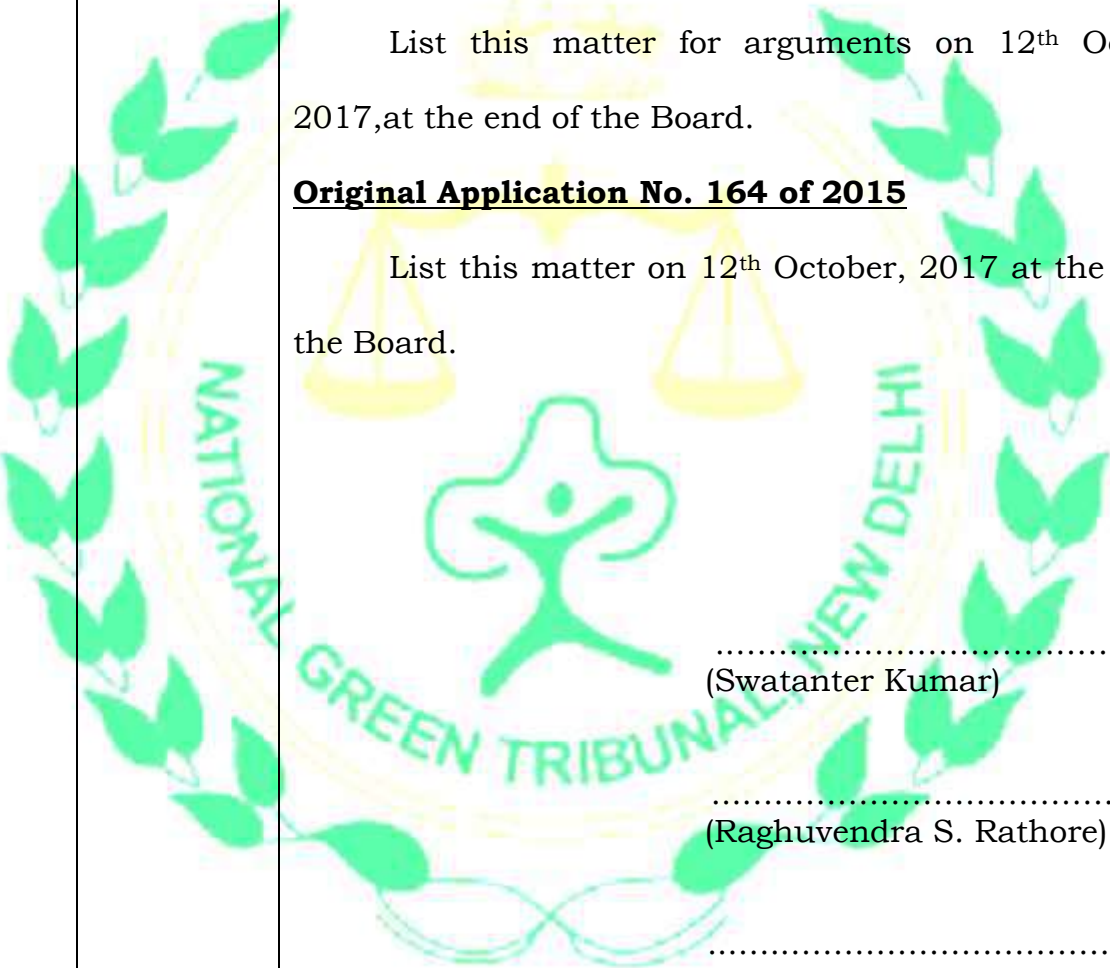 List this matter for arguments on 12th Oc
2017,at the end of the Board.
Original Application No. 164 of 2015
List this matter on 12th October, 2017 at the
the Board.
NATIONAL GREEN TRIBUNAL, NEW DELHI
.......................................
(Swatanter Kumar)
.......................................
(Raghuvendra S. Rathore)
.......................................